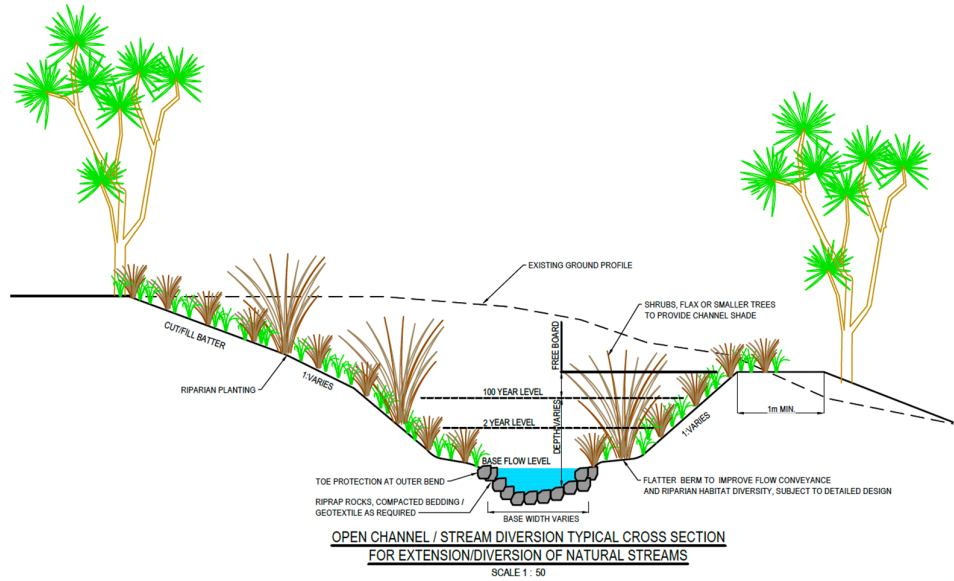 EXISTING GROUND PROFILE
SHRUBS, FLAX OR SMALLER TREES
TO PROVIDE CHANNEL SHADE
CUT/FILL BATTER
FREE BOARD
RIPARIAN PLANTING
1:VARIES
100 YEAR LEVEL
1m MIN.
2 YEAR LEVEL
DEPTH VARIES
1:VARIES
BASE FLOW LEVEL
TOE PROTECTION AT OUTER BEND
FLATTER BERM TO IMPROVE FLOW CONVEYANCE
AND RIPARIAN HABITAT DIVERSITY, SUBJECT TO DETAILED DESIGN
RIPRAP ROCKS, COMPACTED BEDDING /
GEOTEXTILE AS REQUIRED
BASE WIDTH VARIES
OPEN CHANNEL / STREAM DIVERSION TYPICAL CROSS SECTION
FOR EXTENSION/DIVERSION OF NATURAL STREAMS
SCALE 1 : 50